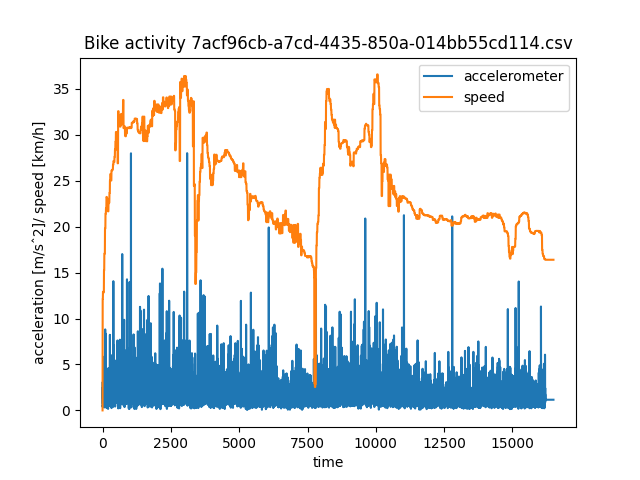 Bike activity 7acf96cb-a7cd-4435-850a-014bb55cd114.csv
accelerometer
speed
acceleration [m/s^2]/ speed [km/h]
35
30
25
20
15
10
5
0
0 2500 5000 7500 10000 12500 15000
time